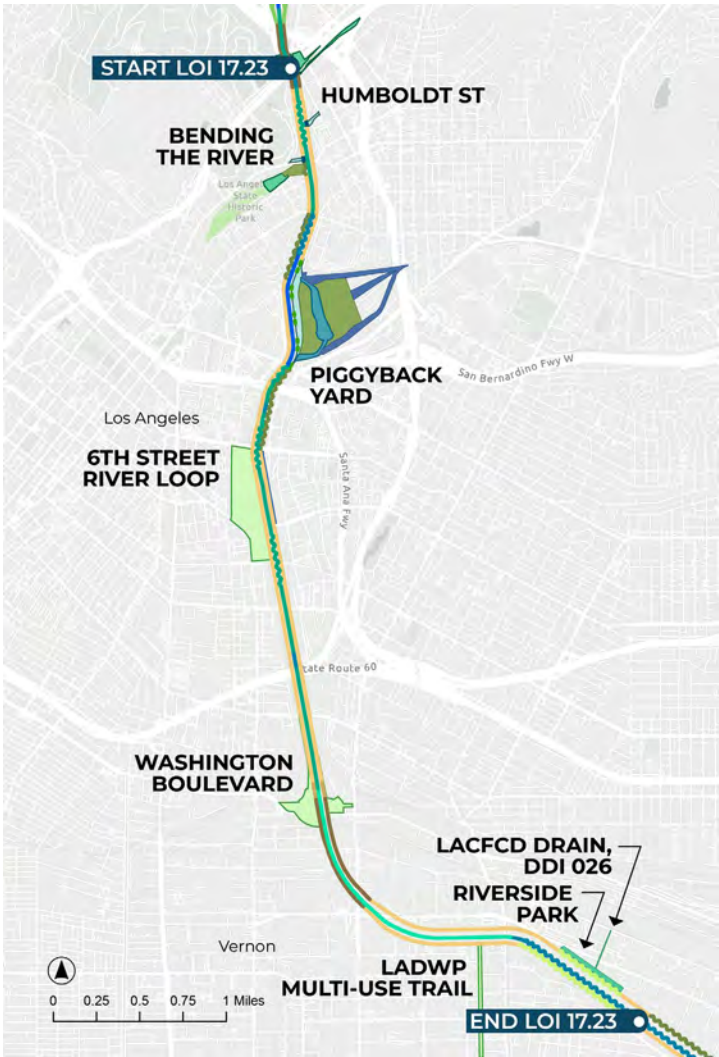 START LOI 17.23
HUMBOLDT ST
BENDING
THE RIVER
Los Angel
State
Historic
Park
PIGGYBACK
YARD
San Bernardino Fwy W
Los Angeles
6TH STREET
RIVER LOOP
Santa Ana Fwy
tate Route 60
WASHINGTON
BOULEVARD
LACFCD DRAIN,
DDI 026
RIVERSIDE
PARK
Vernon
LADWP
MULTI-USE TRAIL
0 0.25 0.5 0.75 1 Miles
END LOI 17.23